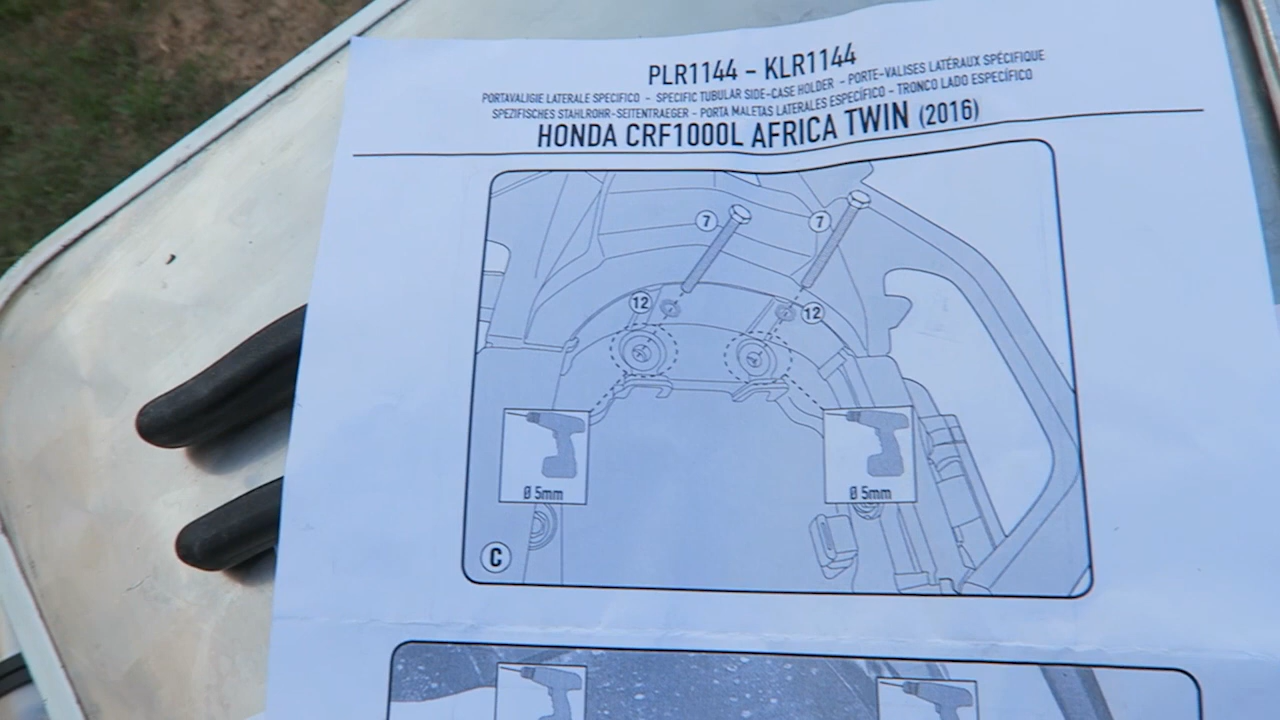 PLR1144 - KLR1144
PORTAVALIGIE LATERALE SPECIFICO - SPECIFIC TUBULAR SIDE-CASE HOLDER - PORTE-VALISES LATÉRAUX SPÉCIFIQUE
SPEZIFISCHES STAHLROHR-SEITENTRAEGER - PORTA MALETAS LATERALES ESPECÍFICO - TRONCO LADO ESPECÍFICO
HONDA CRF1000L AFRICA TWIN (2016)
7 7
12 12
Ø 5mm Ø 5mm
C